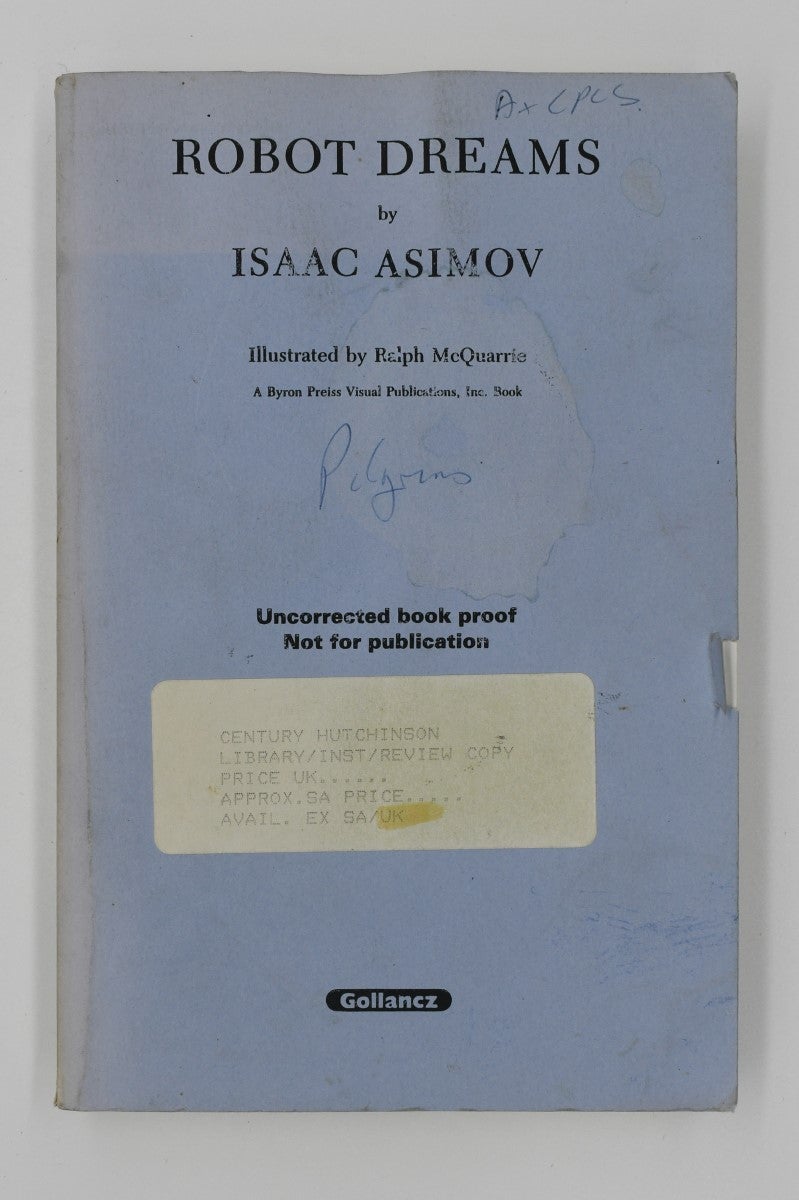 ROBOT DREAMS
by
ISAAC ASIMOV
Illustrated by Ralph McQuarrie
A Byron Preiss Visual Publications, Inc. Book
Pilgrims
Uncorrected book proof
Not for publication
CENTURY HUTCHINSON
LIBRARY/INST/REVIEW COPY
PRICE UK......
APPROX.SA PRICE.....
AVAIL. EX SA/UK
Gollancz